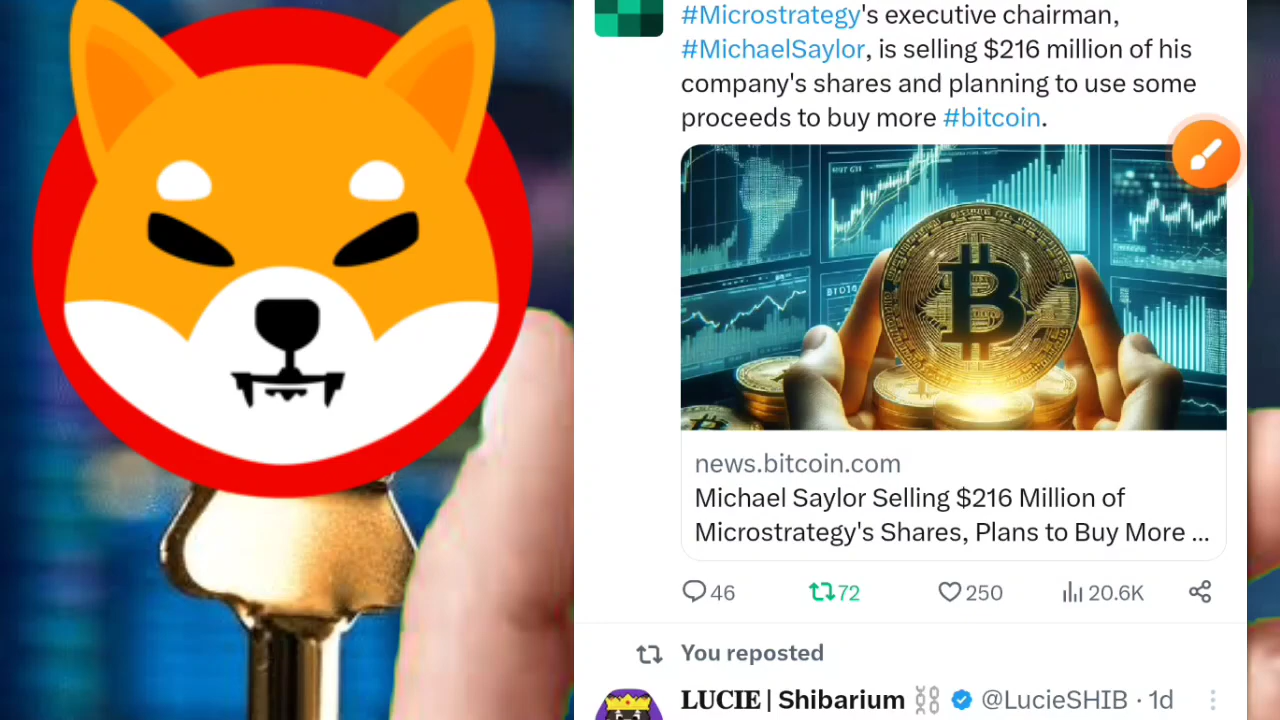 #Microstrategy's executive chairman,
#MichaelSaylor, is selling $216 million of his
company's shares and planning to use some
proceeds to buy more #bitcoin.
news.bitcoin.com
Michael Saylor Selling $216 Million of
Microstrategy's Shares, Plans to Buy More ...
46 72 250 20.6K
You reposted
LUCIE | Shibarium @LucieSHIB · 1d